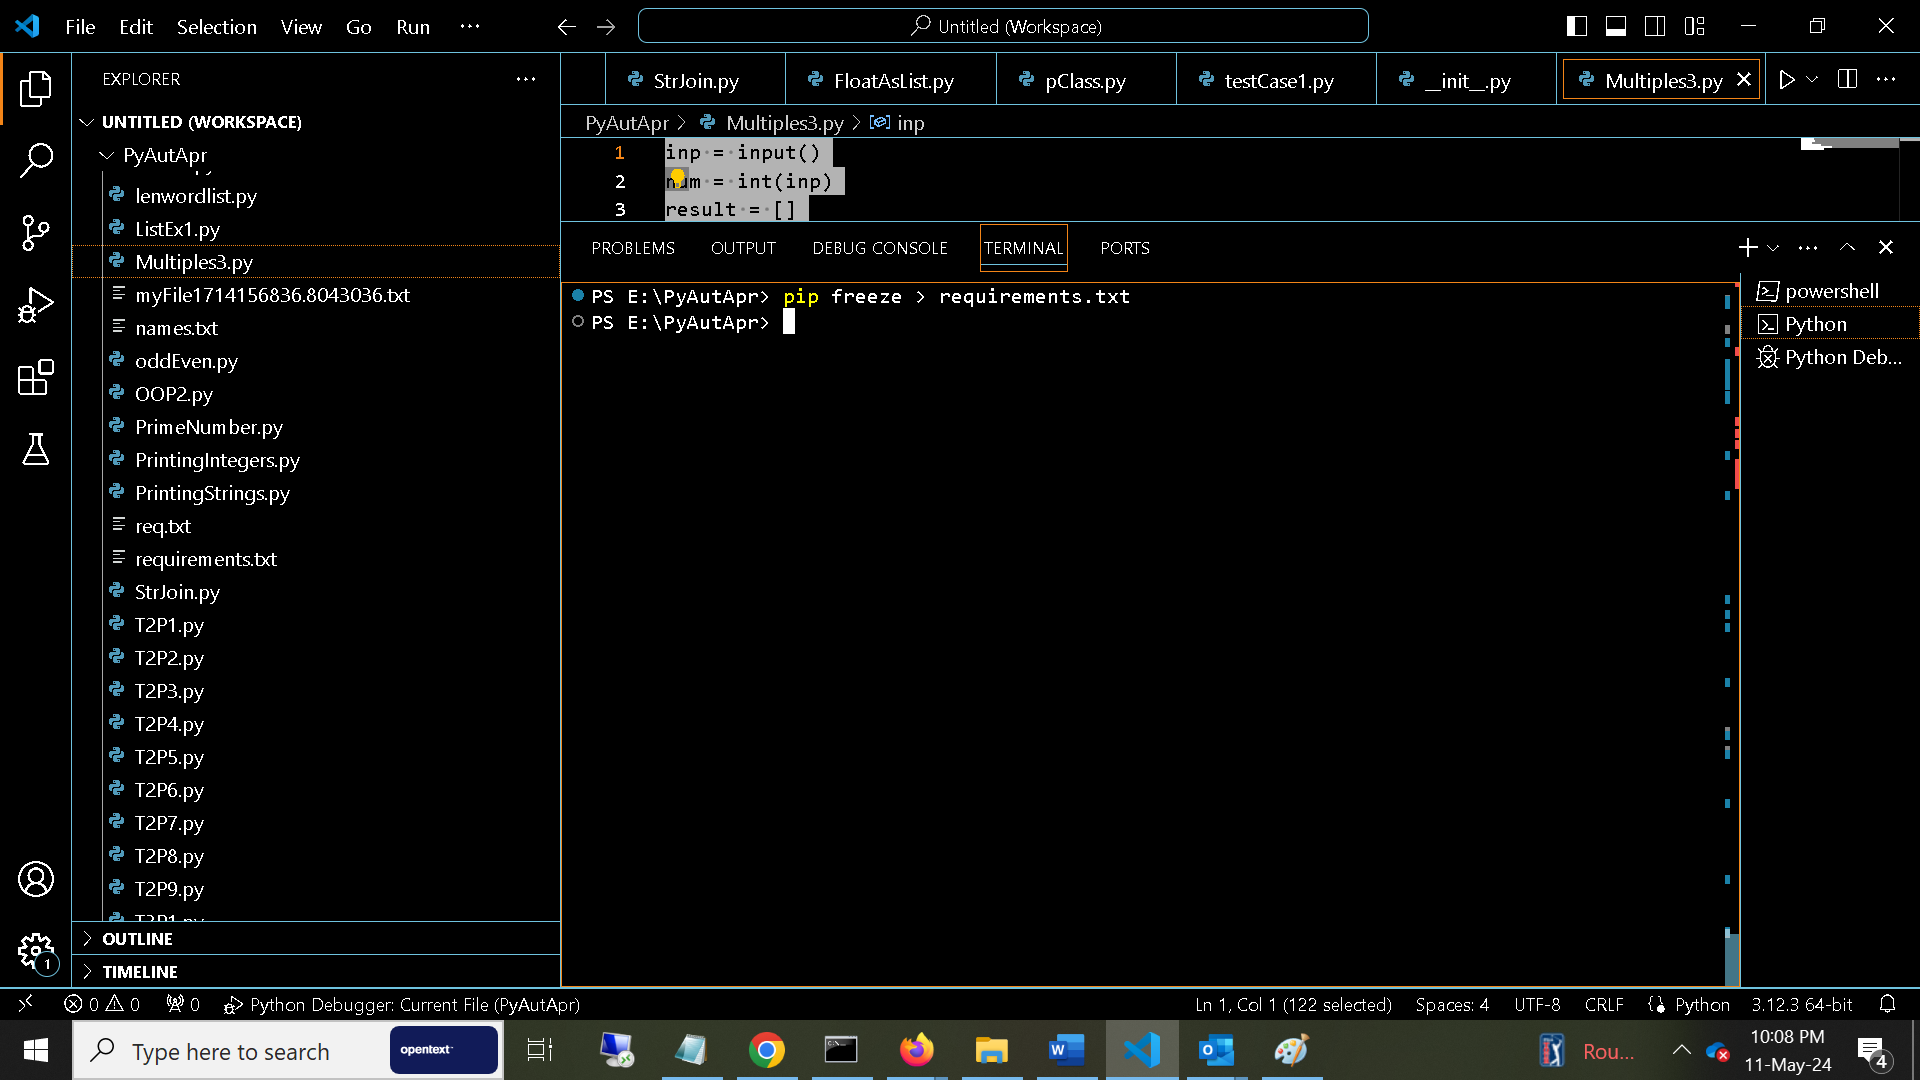 File Edit Selection View Go Run ···
Untitled (Workspace)
EXPLORER
StrJoin.py
FloatAsList.py
pClass.py
testCase1.py
__init__.py
Multiples3.py
UNTITLED (WORKSPACE)
PyAutApr
lenwordlist.py
ListEx1.py
Multiples3.py
myFile1714156836.8043036.txt
names.txt
oddEven.py
OOP2.py
PrimeNumber.py
PrintingIntegers.py
PrintingStrings.py
req.txt
requirements.txt
StrJoin.py
T2P1.py
T2P2.py
T2P3.py
T2P4.py
T2P5.py
T2P6.py
T2P7.py
T2P8.py
T2P9.py
OUTLINE
TIMELINE
PyAutApr > Multiples3.py > inp
1 inp = input()
2 num = int(inp)
3 result = []
PROBLEMS OUTPUT DEBUG CONSOLE TERMINAL PORTS
PS E:\PyAutApr> pip freeze > requirements.txt
PS E:\PyAutApr>
powershell
Python
Python Deb...
1
0 0 0 Python Debugger: Current File (PyAutApr)
Ln 1, Col 1 (122 selected) Spaces: 4 UTF-8 CRLF Python 3.12.3 64-bit
Type here to search
opentext™
Rou...
10:08 PM
11-May-24
4